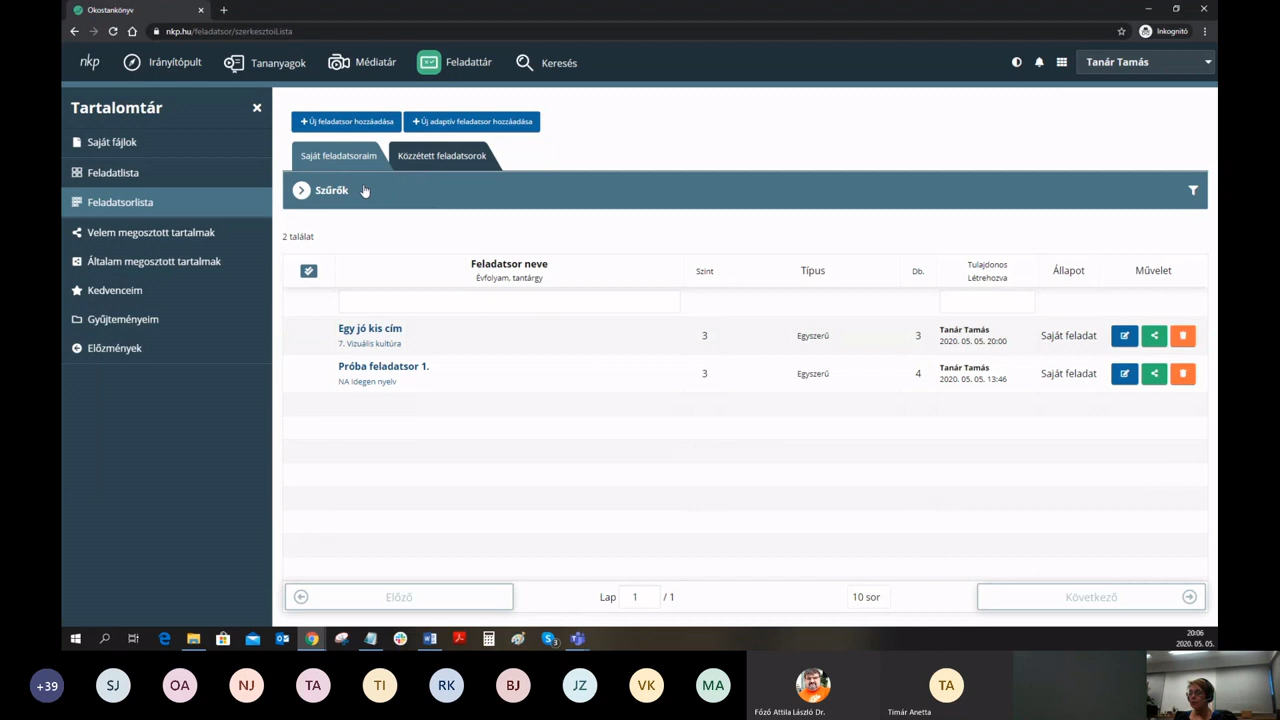 Okostankönyv
nkp.hu/feladatsor/szerkesztoiLista
Inkognitó
nkp
Irányítópult
Tananyagok
Médiatár
Feladattár
Keresés
Tanár Tamás
Tartalomtár
Saját fájlok
Feladatlista
Feladatsorlista
Velem megosztott tartalmak
Általam megosztott tartalmak
Kedvenceim
Gyűjteményeim
Előzmények
+ Új feladatsor hozzáadása
+ Új adaptív feladatsor hozzáadása
Saját feladatsoraim
Közzétett feladatsorok
Szűrők
2 találat
Feladatsor neve
Évfolyam, tantárgy
Szint
Típus
Db.
Tulajdonos
Létrehozva
Állapot
Művelet
Egy jó kis cím
7. Vizuális kultúra
3
Egyszerű
3
Tanár Tamás
2020. 05. 05. 20:00
Saját feladat
Próba feladatsor 1.
NA Idegen nyelv
3
Egyszerű
4
Tanár Tamás
2020. 05. 05. 13:46
Saját feladat
Előző
Lap 1 / 1
10 sor
Következő
20:06
2020. 05. 05.
+39
SJ
OA
NJ
TA
TI
RK
BJ
JZ
VK
MA
Főző Attila László Dr.
TA
Timár Anetta